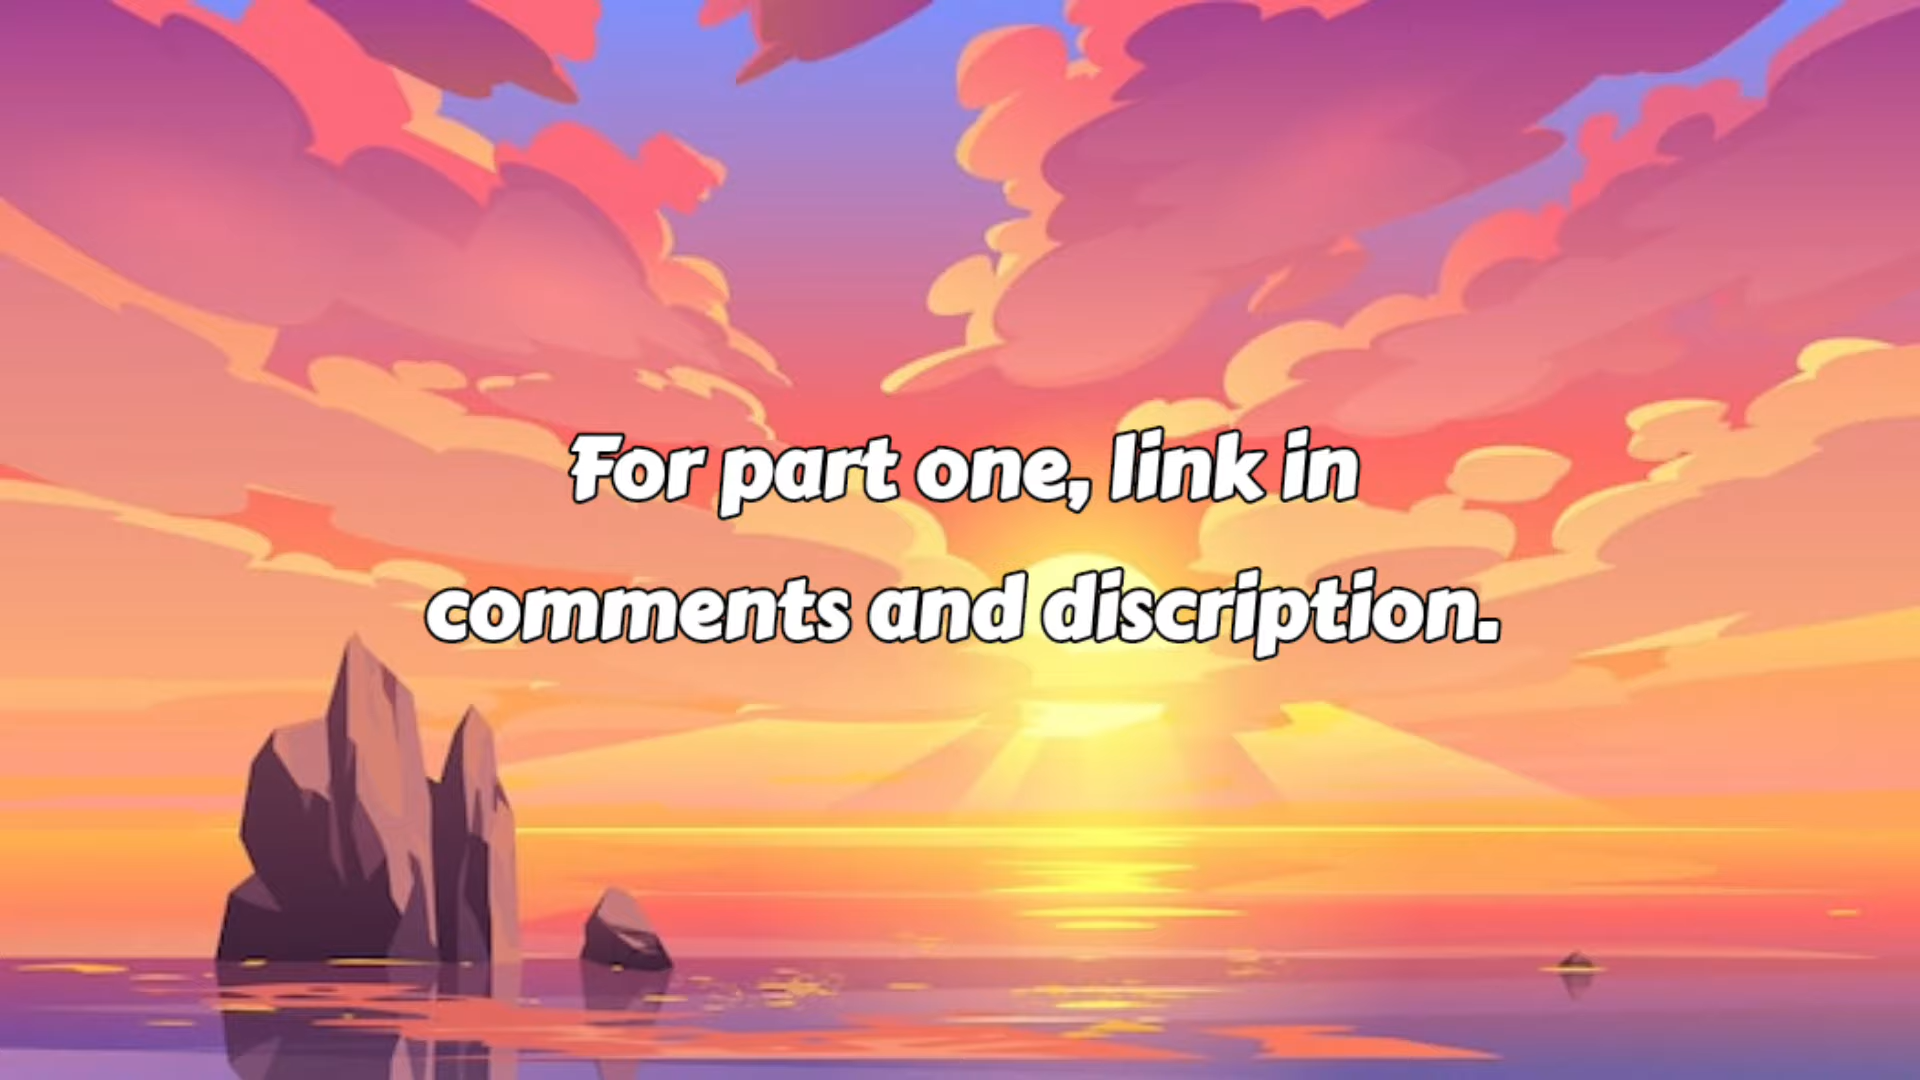 For part one, link in
comments and discription.